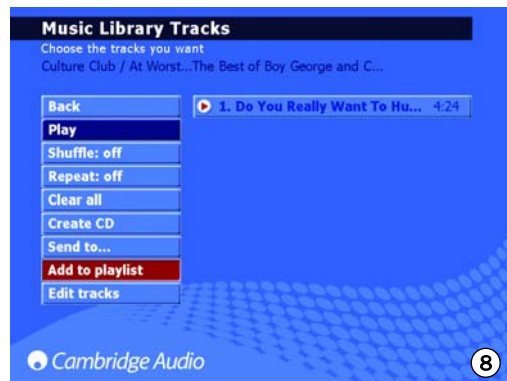 Music Library Tracks
Choose the tracks you want
Culture Club / At Worst...The Best of Boy George and C...
Back
Play
Shuffle: off
Repeat: off
Clear all
Create CD
Send to...
Add to playlist
Edit tracks
1. Do You Really Want To Hu... 4:24
Cambridge Audio
8